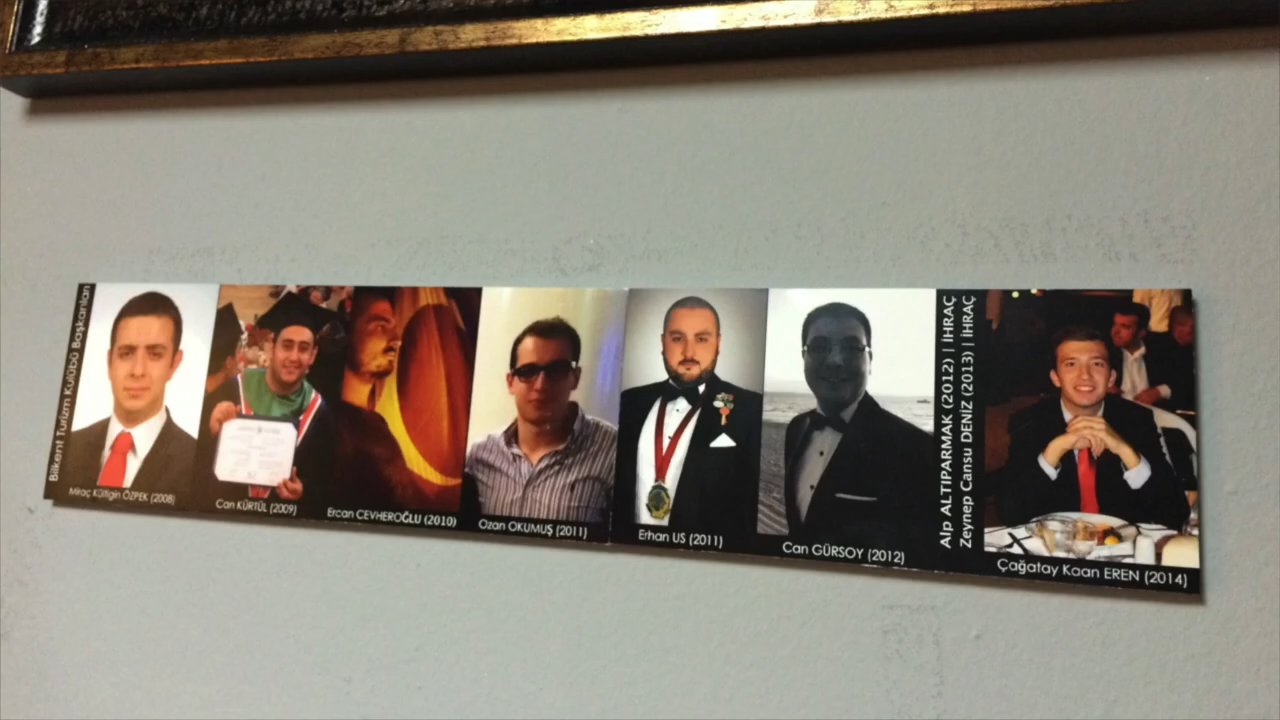 Bilkent Turizm Kulübü Başkanları
Miraç Kültigin ÖZPEK (2008)
Can KÜRTÜL (2009)
Ercan CEVHEROĞLU (2010)
Ozan OKUMUŞ (2011)
Erhan US (2011)
Can GÜRSOY (2012)
Alp ALTIPARMAK (2012) | İHRAÇ
Zeynep Cansu DENİZ (2013) | İHRAÇ
Çağatay Kaan EREN (2014)